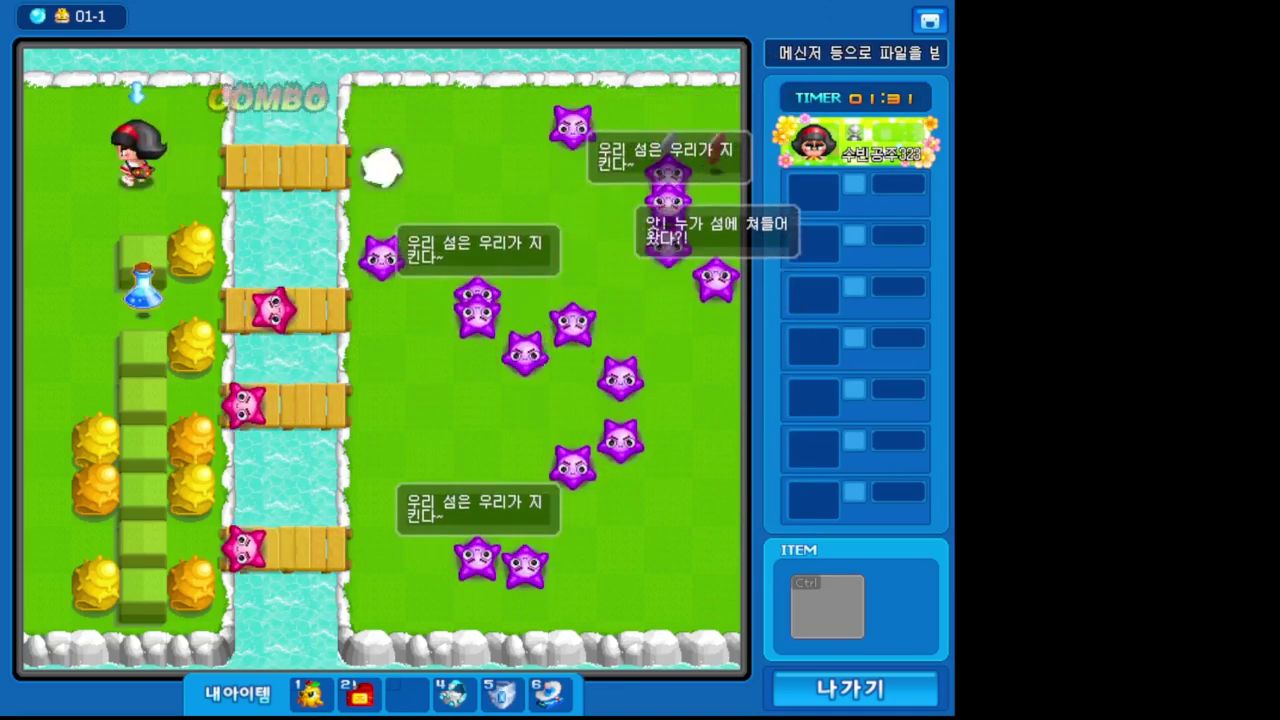 01-1
메신저 등으로 파일을 받
COMBO
TIMER 01:31
수빈공주323
우리 섬은 우리가 지
킨다~
앗! 누가 섬에 쳐들어
왔다?!
우리 섬은 우리가 지
킨다~
우리 섬은 우리가 지
킨다~
ITEM
Ctrl
내아이템
1
2
4
5
6
나가기